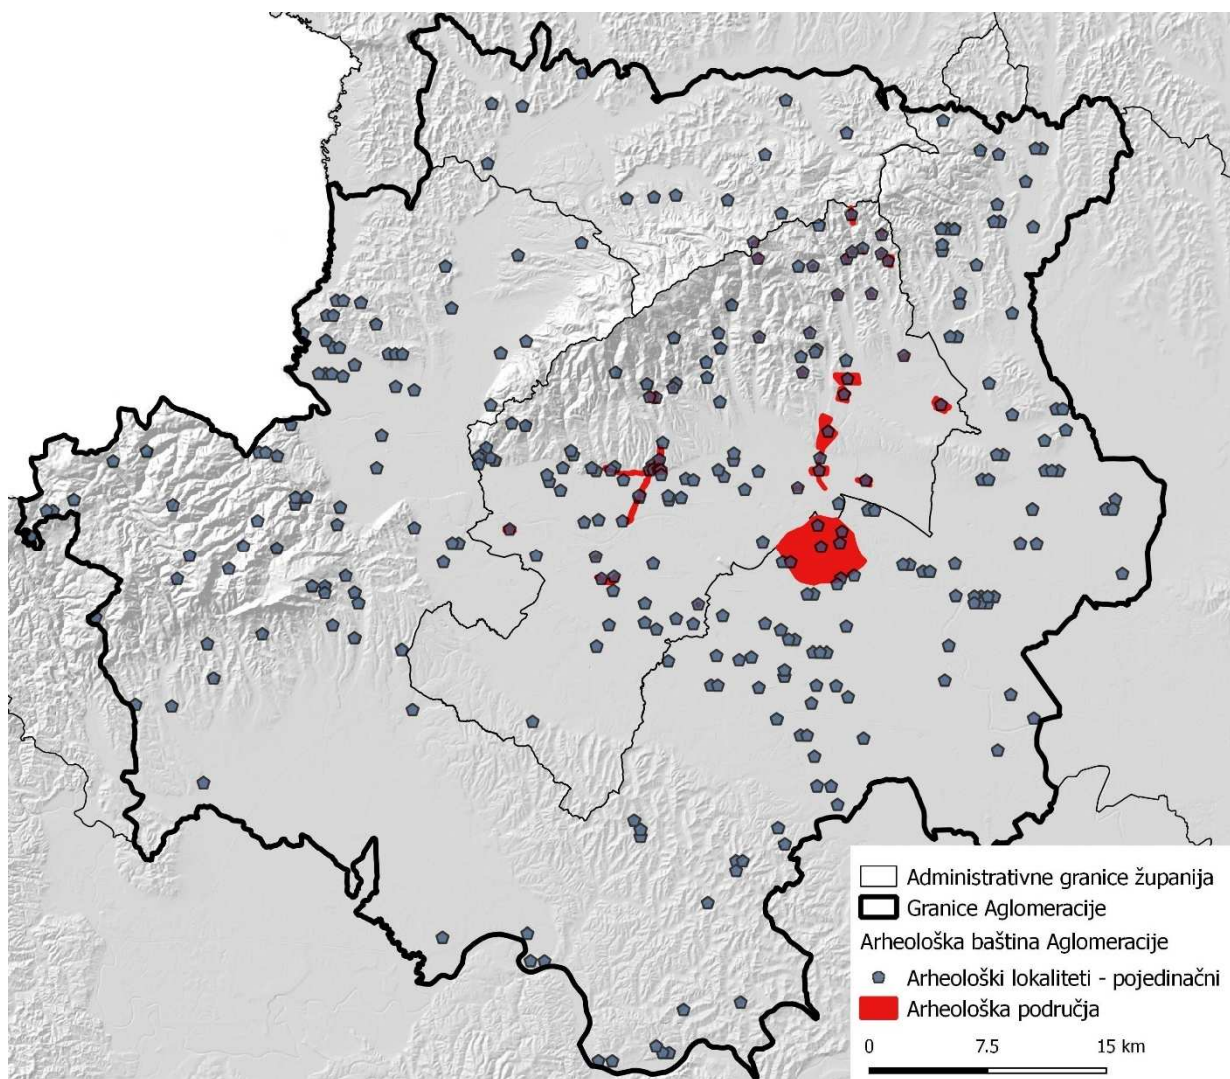 Administrativne granice županija
Granice Aglomeracije
Arheološka baština Aglomeracije
Arheološki lokaliteti - pojedinačni
Arheološka područja
0 7.5 15 km